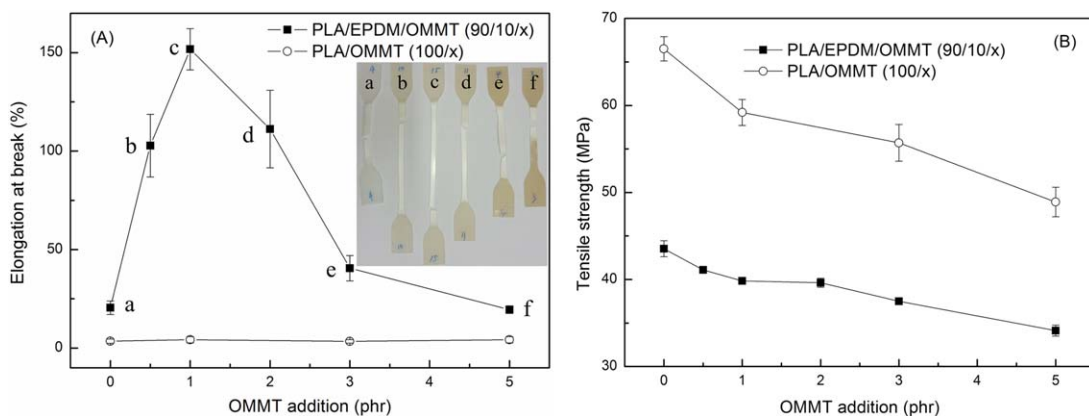 (A)
PLA/EPDM/OMMT (90/10/x)
PLA/OMMT (100/x)
Elongation at break (%)
150
100
50
0
a
b
c
d
e
f
a b c d e f
0 1 2 3 4 5
OMMT addition (phr)
(B)
PLA/EPDM/OMMT (90/10/x)
PLA/OMMT (100/x)
Tensile strength (MPa)
70
60
50
40
30
0 1 2 3 4 5
OMMT addition (phr)